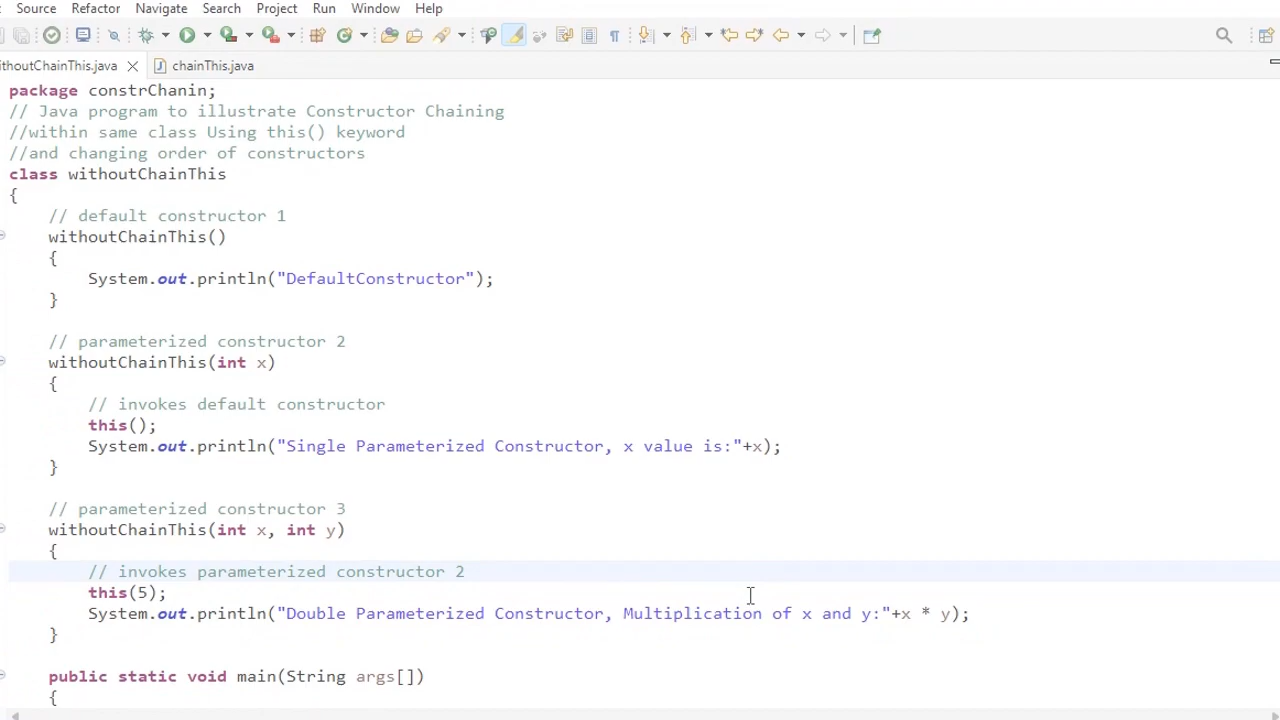 Source Refactor Navigate Search Project Run Window Help
ithoutChainThis.java chainThis.java
package constrChanin;
// Java program to illustrate Constructor Chaining
//within same class Using this() keyword
//and changing order of constructors
class withoutChainThis
{
// default constructor 1
withoutChainThis()
{
System.out.println("DefaultConstructor");
}
// parameterized constructor 2
withoutChainThis(int x)
{
// invokes default constructor
this();
System.out.println("Single Parameterized Constructor, x value is:"+x);
}
// parameterized constructor 3
withoutChainThis(int x, int y)
{
// invokes parameterized constructor 2
this(5);
System.out.println("Double Parameterized Constructor, Multiplication of x and y:"+x * y);
}
public static void main(String args[])
{